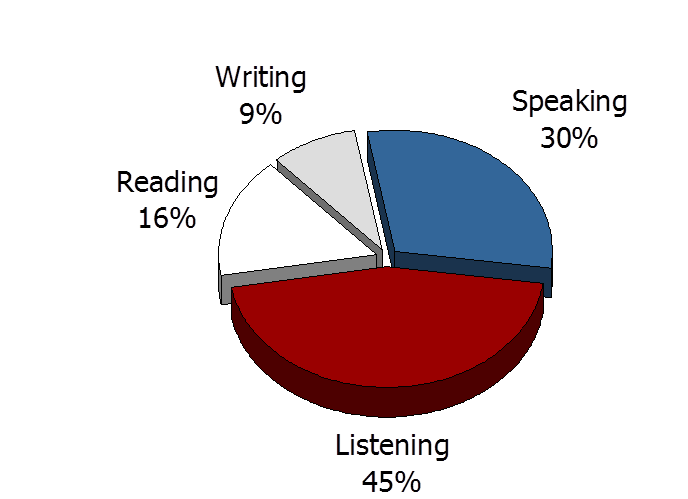 Writing
9%
Speaking
30%
Reading
16%
Listening
45%